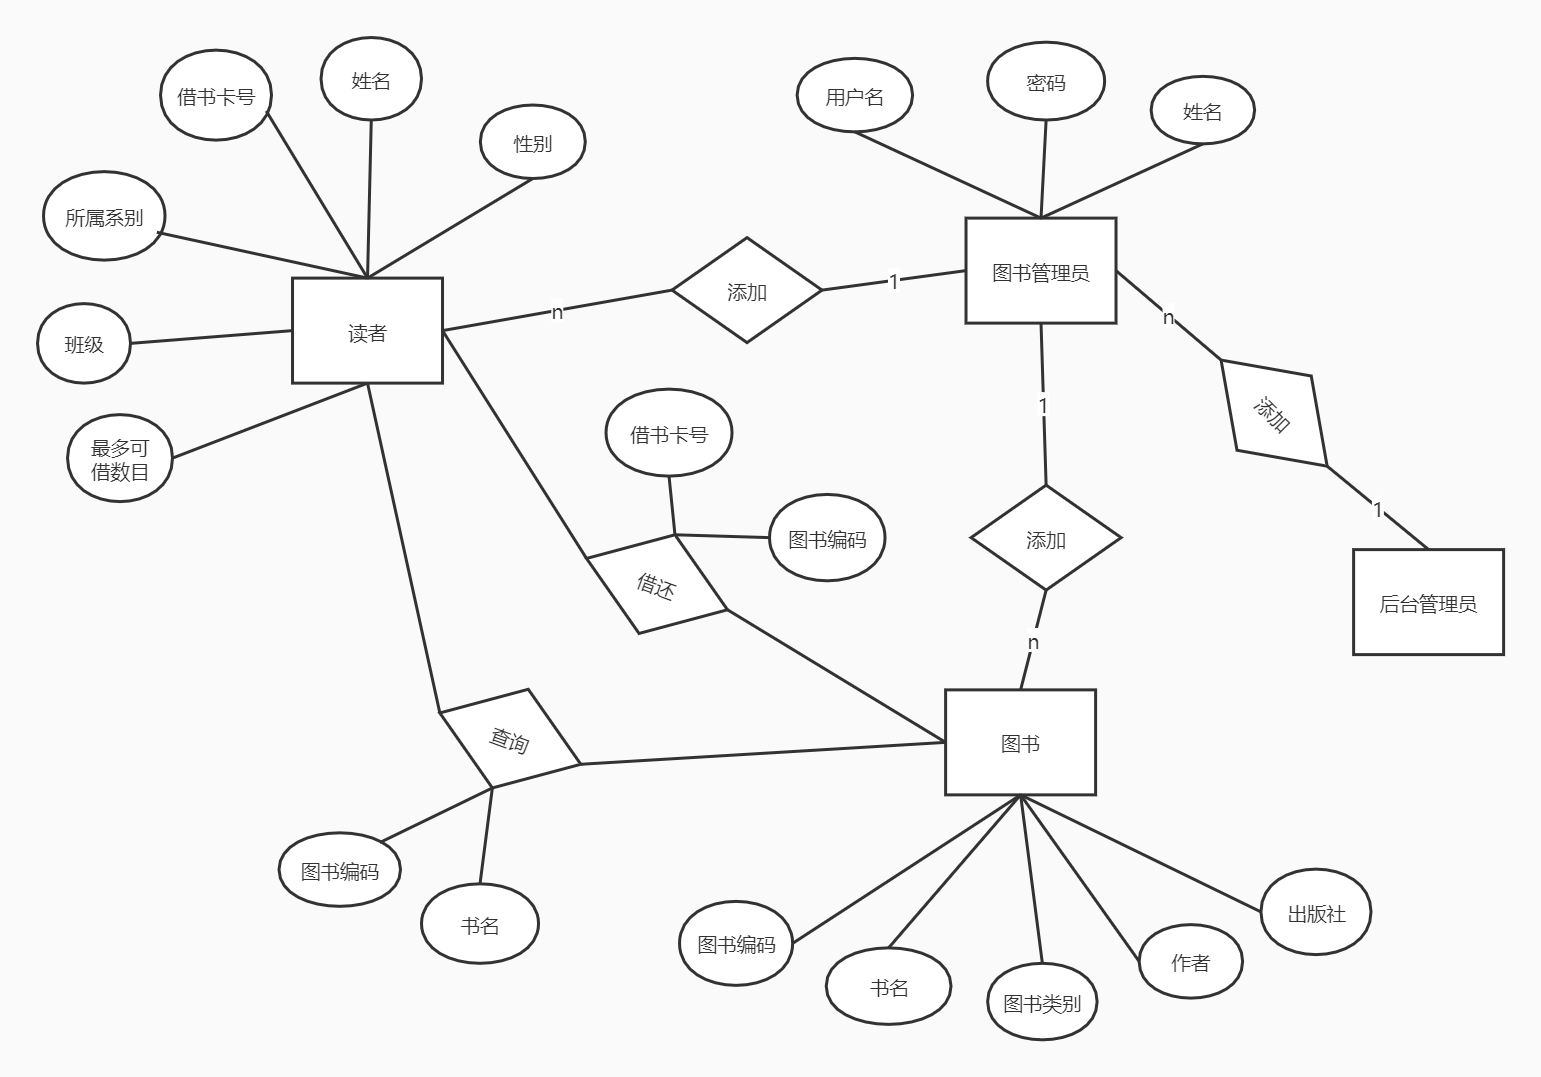 姓名
密码
借书卡号
用户名
姓名
性别
所属系别
图书管理员
添加
1
n
n
读者
班级
添加
1
最多可
借数目
借书卡号
1
图书编码
添加
借还
后台管理员
n
查询
图书
图书编码
书名
出版社
图书编码
作者
书名
图书类别